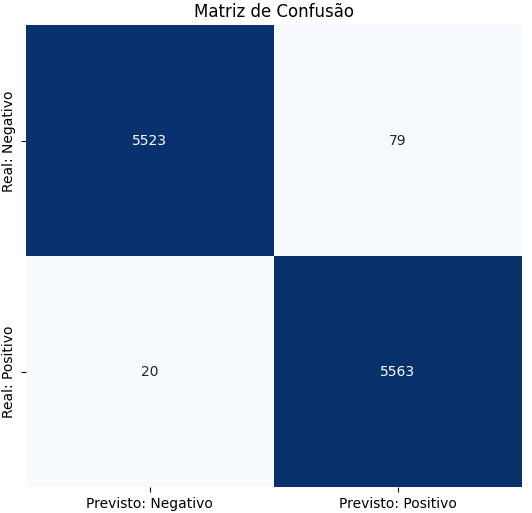 Matriz de Confusão
Real: Negativo
5523
79
Real: Positivo
20
5563
Previsto: Negativo
Previsto: Positivo